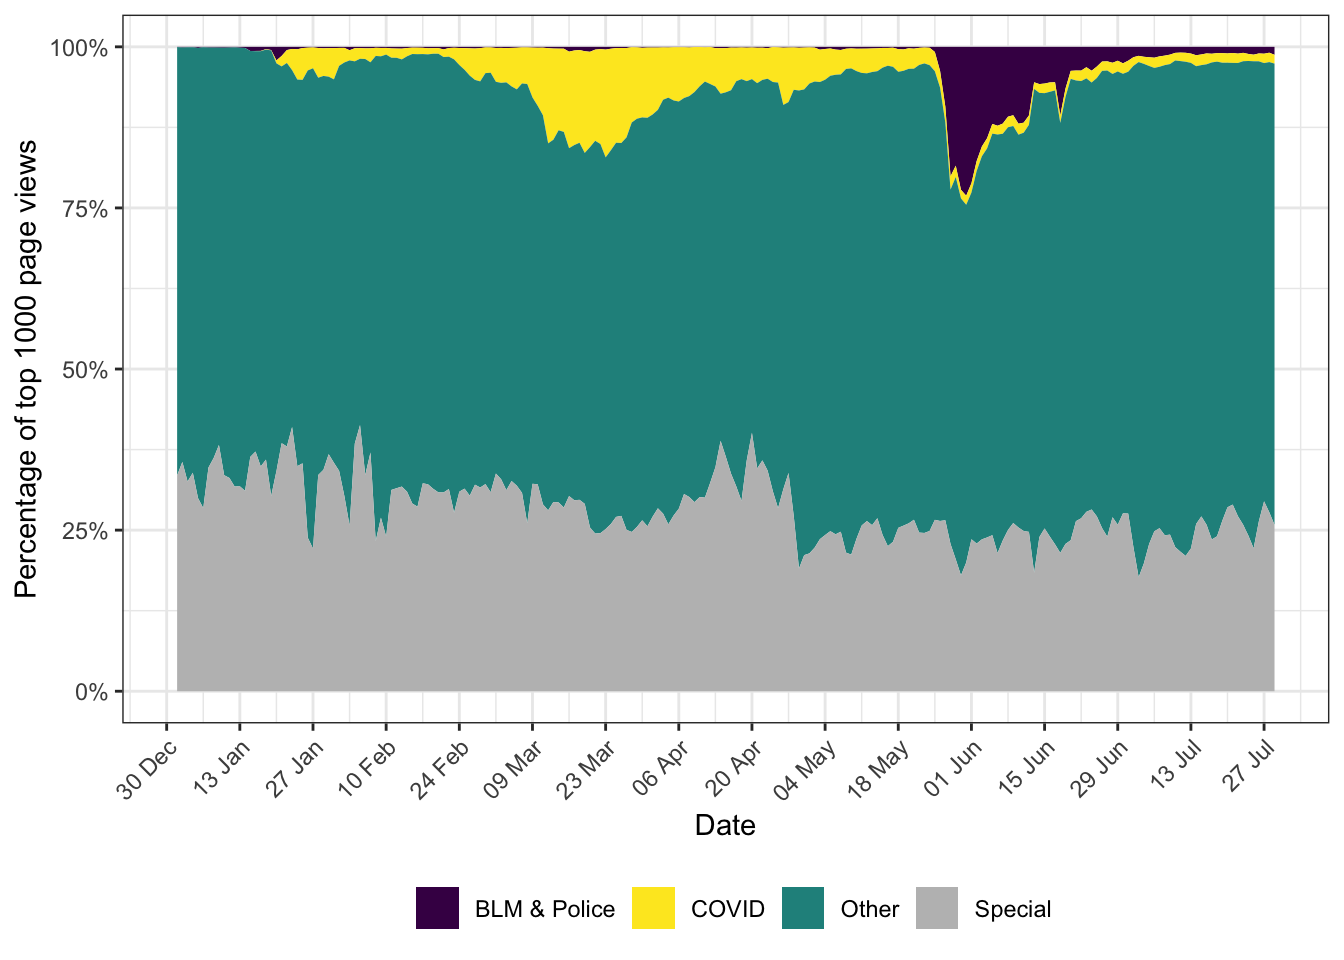 Percentage of top 1000 page views
100%
75%
50%
25%
0%
30 Dec
13 Jan
27 Jan
10 Feb
24 Feb
09 Mar
23 Mar
06 Apr
20 Apr
04 May
18 May
01 Jun
15 Jun
29 Jun
13 Jul
27 Jul
Date
BLM & Police
COVID
Other
Special